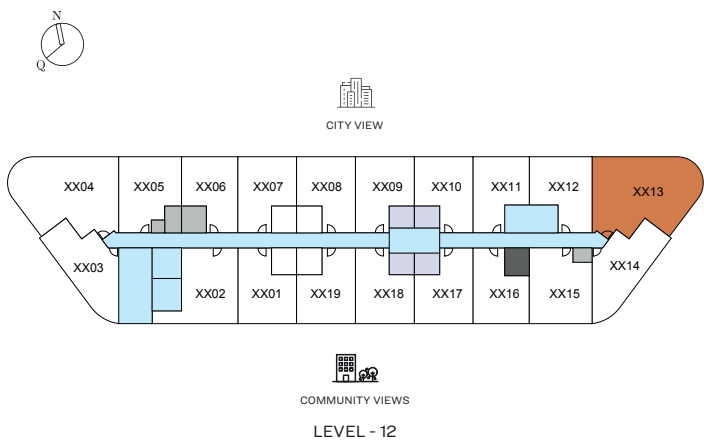 N
Q
CITY VIEW
XX04 XX05 XX06 XX07 XX08 XX09 XX10 XX11 XX12 XX13
XX03 XX14
XX02 XX01 XX19 XX18 XX17 XX16 XX15
COMMUNITY VIEWS
LEVEL - 12